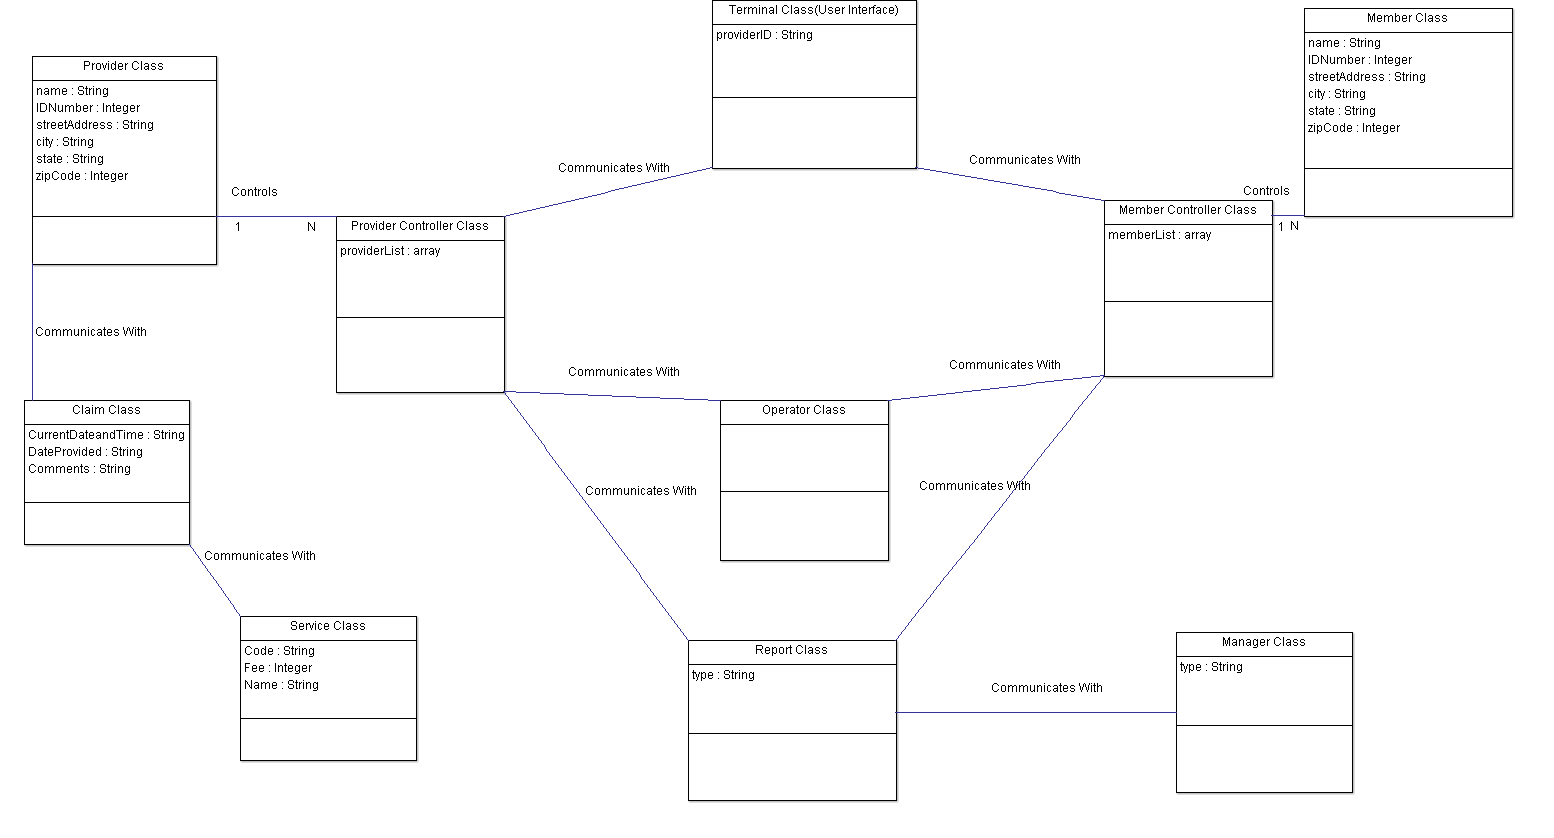 Terminal Class(User Interface)
providerID : String
Member Class
name : String
IDNumber : Integer
streetAddress : String
city : String
state : String
zipCode : Integer
Provider Class
name : String
IDNumber : Integer
streetAddress : String
city : String
state : String
zipCode : Integer
Communicates With
Communicates With
Controls
1
N
Controls
1
N
Provider Controller Class
providerList : array
Member Controller Class
memberList : array
Communicates With
Communicates With
Communicates With
Claim Class
CurrentDateandTime : String
DateProvided : String
Comments : String
Operator Class
Communicates With
Communicates With
Communicates With
Service Class
Code : String
Fee : Integer
Name : String
Report Class
type : String
Communicates With
Manager Class
type : String